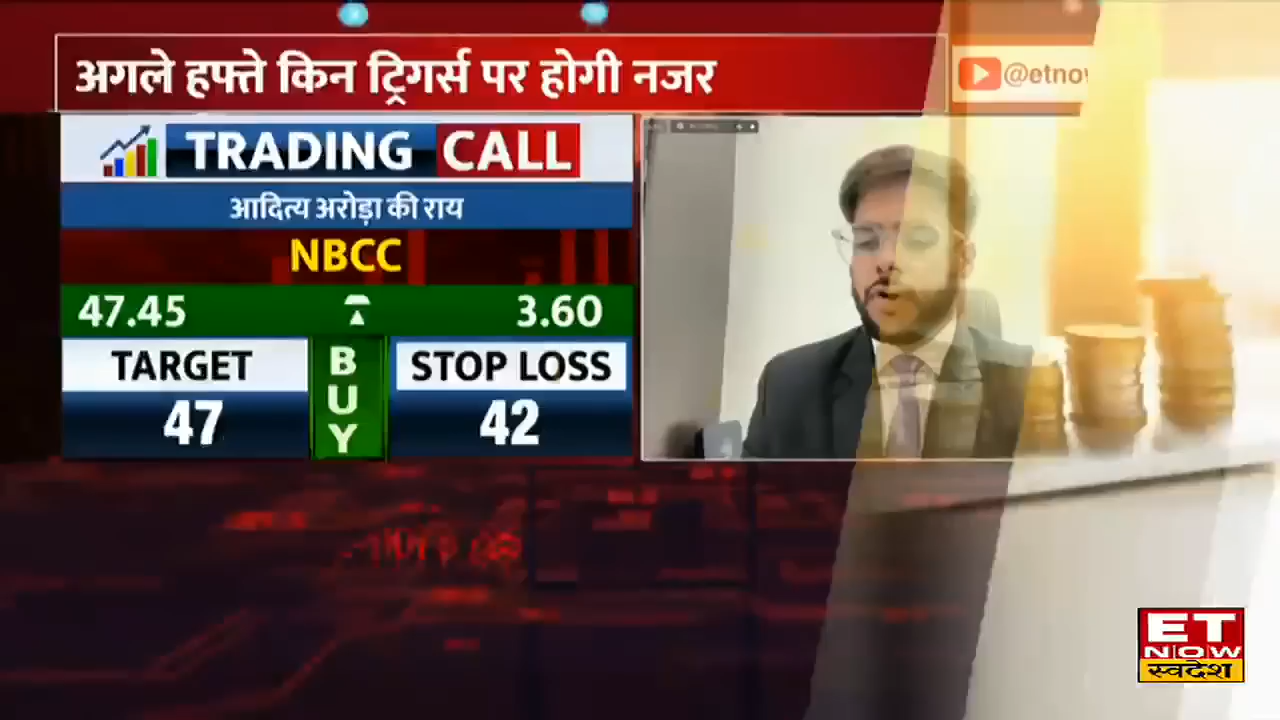 अगले हफ्ते किन ट्रिगर्स पर होगी नजर
@etnov
TRADING CALL
आदित्य अरोड़ा की राय
NBCC
47.45 3.60
TARGET BUY STOP LOSS
47 42
ET
NOW
स्वदेश